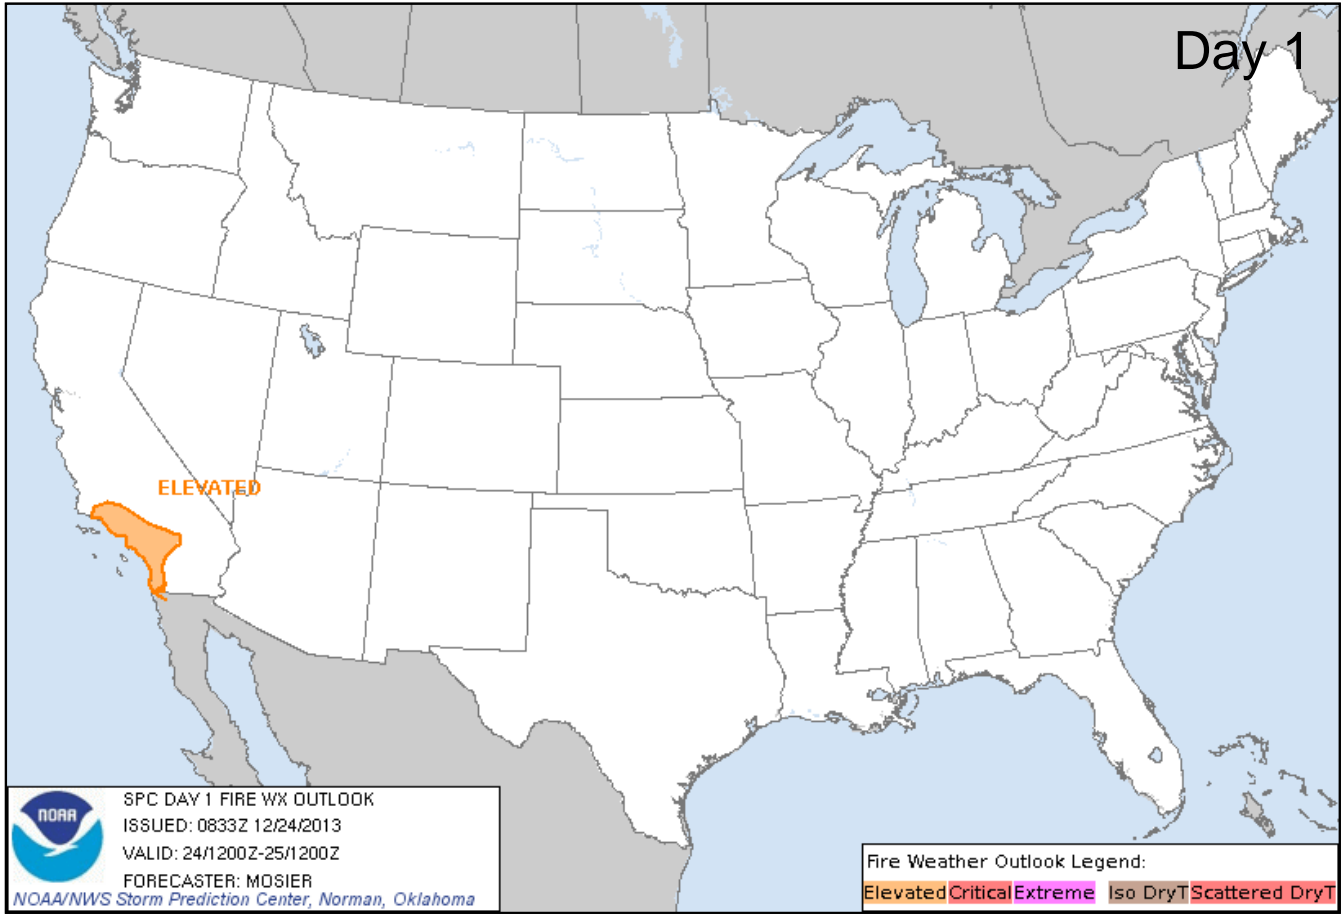 Day 1
ELEVATED
NOAA
SPC DAY 1 FIRE WX OUTLOOK
ISSUED: 0833Z 12/24/2013
VALID: 24/1200Z-25/1200Z
FORECASTER: MOSIER
NOAA/NWS Storm Prediction Center, Norman, Oklahoma
Fire Weather Outlook Legend:
Elevated Critical Extreme Iso DryT Scattered DryT